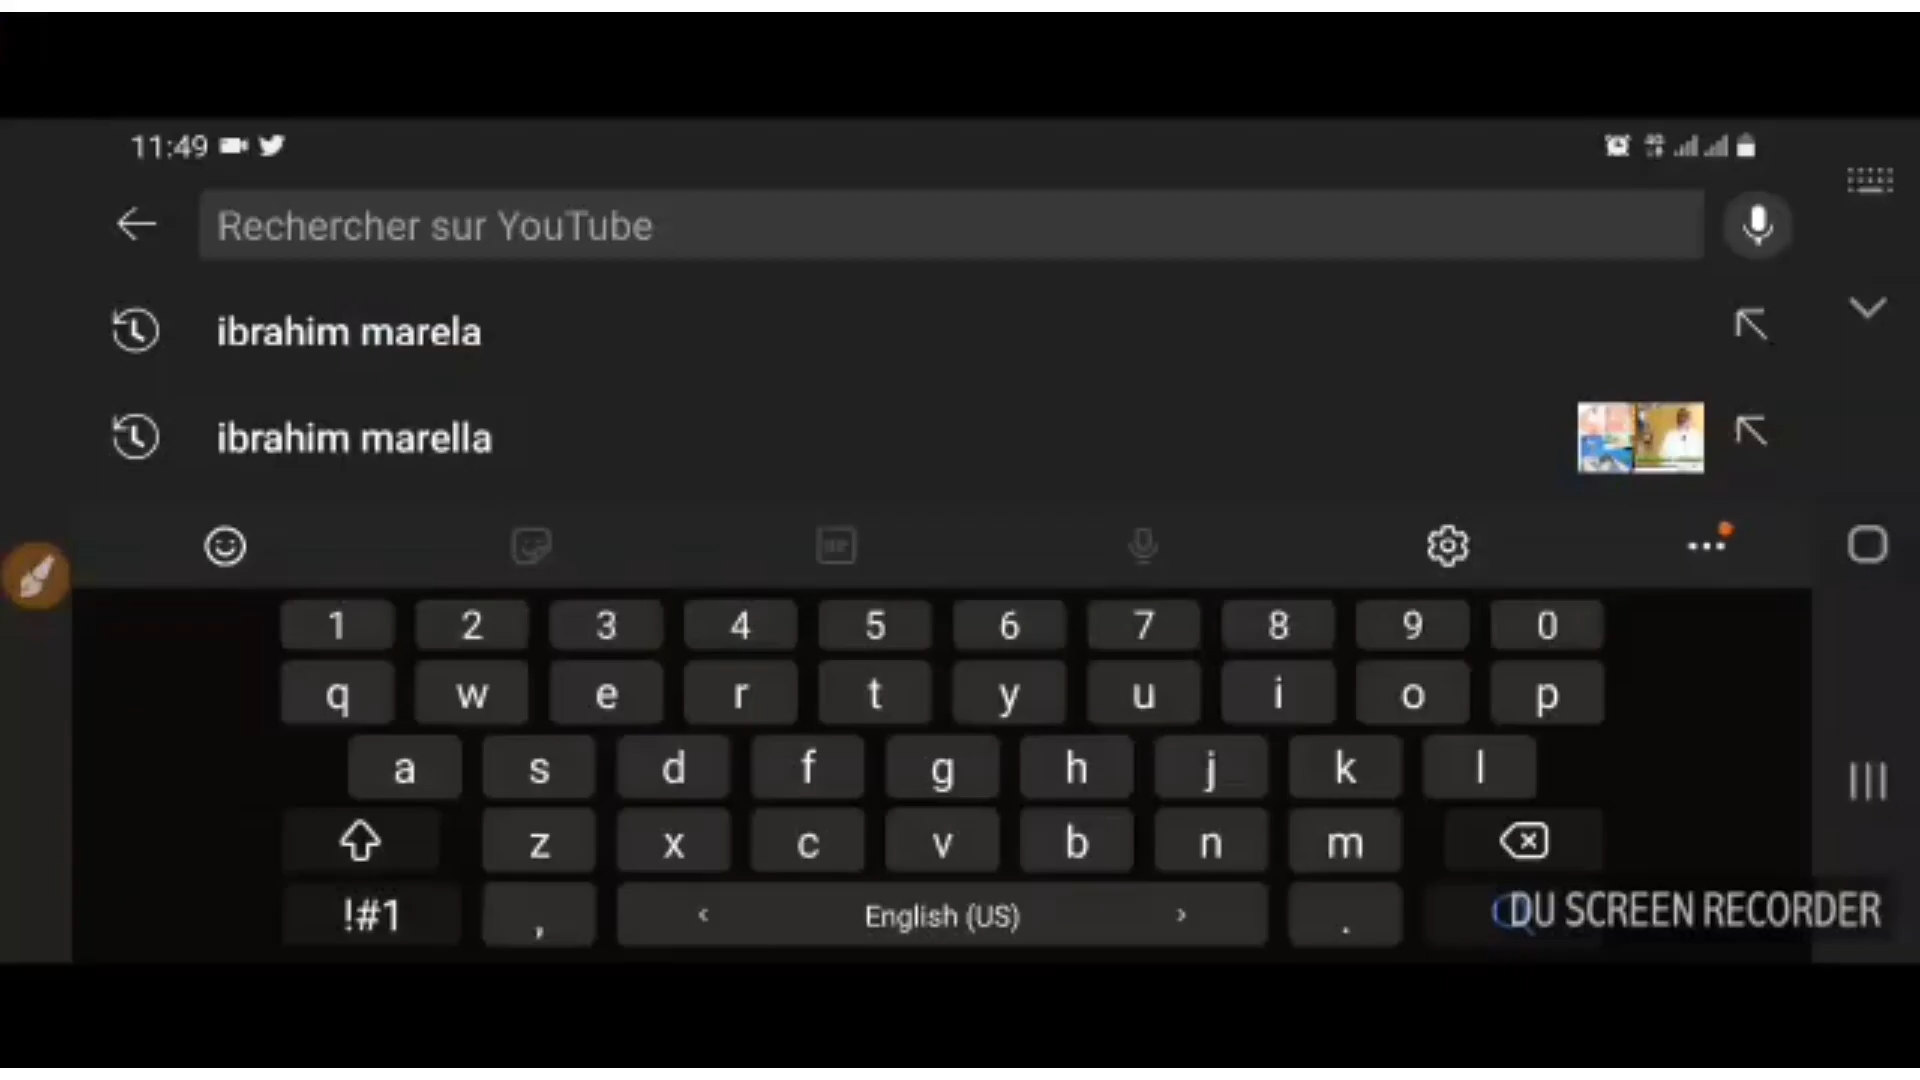 11:49
Rechercher sur YouTube
ibrahim marela
ibrahim marella
1 2 3 4 5 6 7 8 9 0
q w e r t y u i o p
a s d f g h j k l
z x c v b n m
!#1 , < English (US) > .
DU SCREEN RECORDER